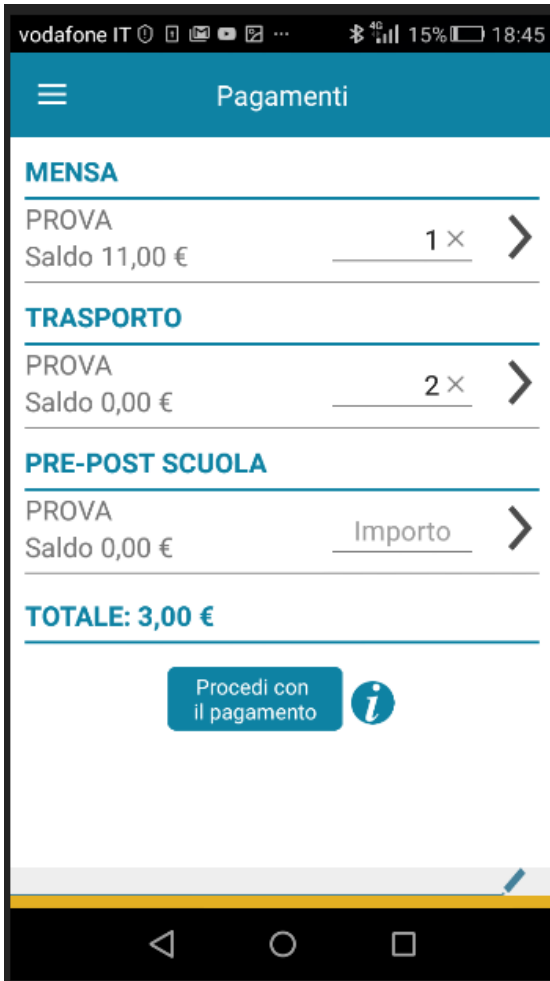 vodafone IT 4G 15% 18:45
Pagamenti
MENSA
PROVA
Saldo 11,00 €
1 ×
TRASPORTO
PROVA
Saldo 0,00 €
2 ×
PRE-POST SCUOLA
PROVA
Saldo 0,00 €
Importo
TOTALE: 3,00 €
Procedi con
il pagamento
i